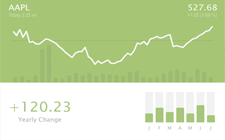 AAPL
527.68
+120.23
Yearly Change
J F M A M J J